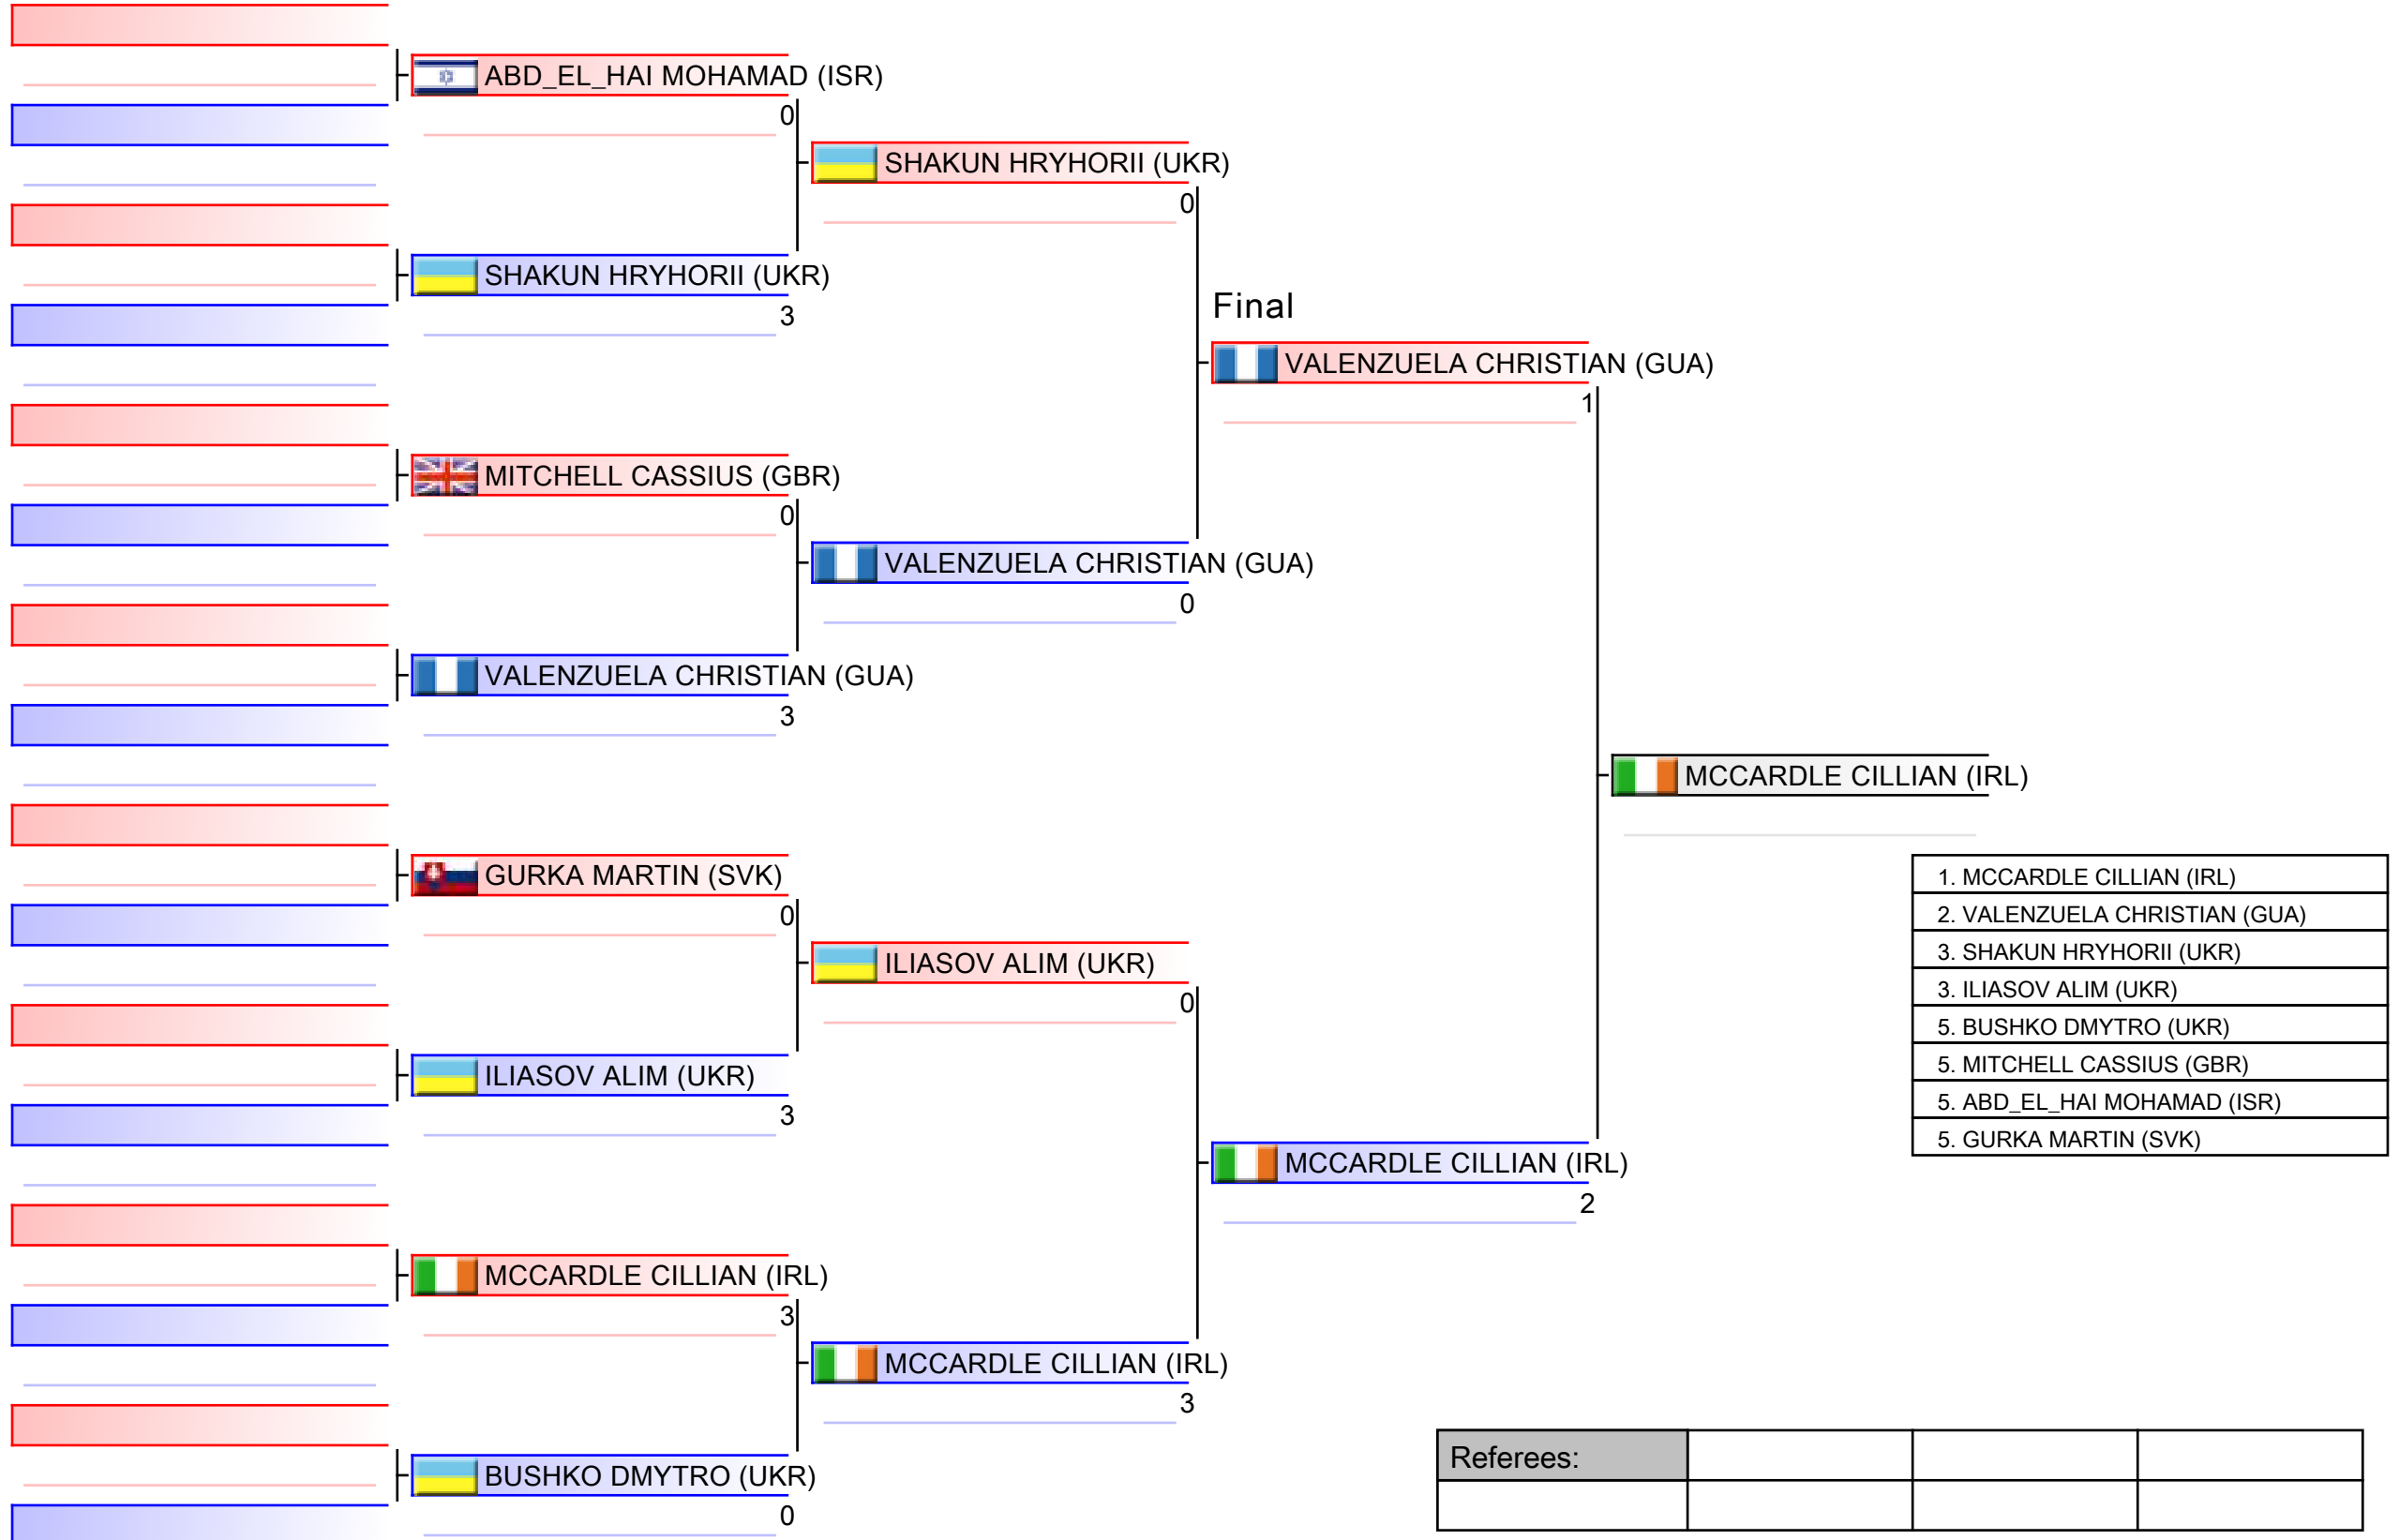 ABD_EL_HAI MOHAMAD (ISR)
0
SHAKUN HRYHORII (UKR)
3
MITCHELL CASSIUS (GBR)
0
VALENZUELA CHRISTIAN (GUA)
3
GURKA MARTIN (SVK)
0
ILIASOV ALIM (UKR)
3
MCCARDLE CILLIAN (IRL)
3
BUSHKO DMYTRO (UKR)
0
SHAKUN HRYHORII (UKR)
0
VALENZUELA CHRISTIAN (GUA)
0
ILIASOV ALIM (UKR)
0
MCCARDLE CILLIAN (IRL)
3
Final
VALENZUELA CHRISTIAN (GUA)
1
MCCARDLE CILLIAN (IRL)
2
MCCARDLE CILLIAN (IRL)
1. MCCARDLE CILLIAN (IRL)
2. VALENZUELA CHRISTIAN (GUA)
3. SHAKUN HRYHORII (UKR)
3. ILIASOV ALIM (UKR)
5. BUSHKO DMYTRO (UKR)
5. MITCHELL CASSIUS (GBR)
5. ABD_EL_HAI MOHAMAD (ISR)
5. GURKA MARTIN (SVK)
Referees: